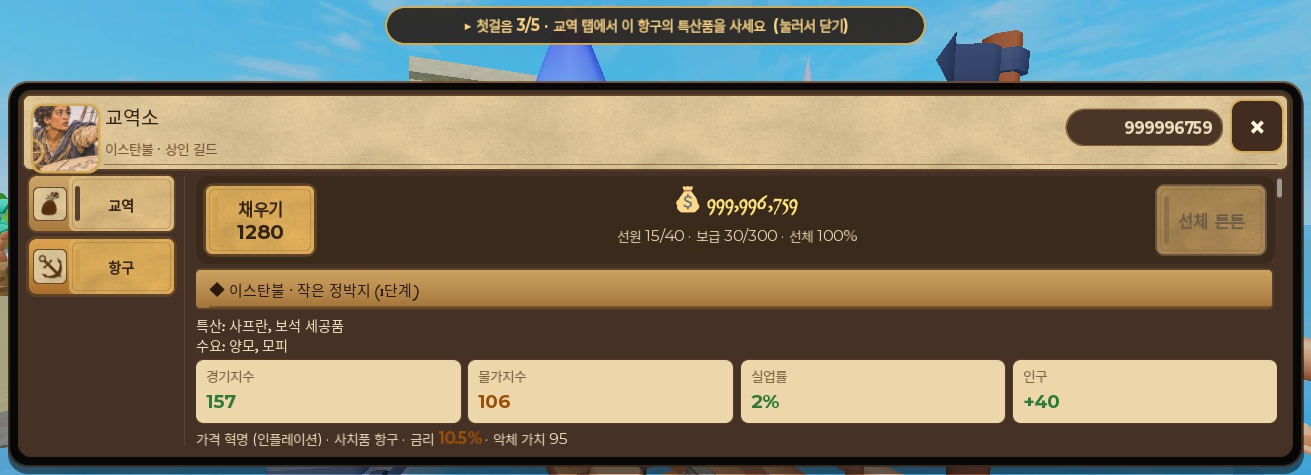 ▸ 첫걸음 3/5 · 교역 탭에서 이 항구의 특산품을 사세요 (눌러서 닫기)
교역소
이스탄불 · 상인 길드
999996759
×
교역
항구
채우기
1280
$ 999,996,759
선원 15/40 · 보급 30/300 · 선체 100%
선체 튼튼
◆ 이스탄불 · 작은 정박지 (1단계)
특산: 사프란, 보석 세공품
수요: 양모, 모피
경기지수
157
물가지수
106
실업률
2%
인구
+40
가격 혁명 (인플레이션) · 사치품 항구 · 금리 10.5% · 악체 가치 95